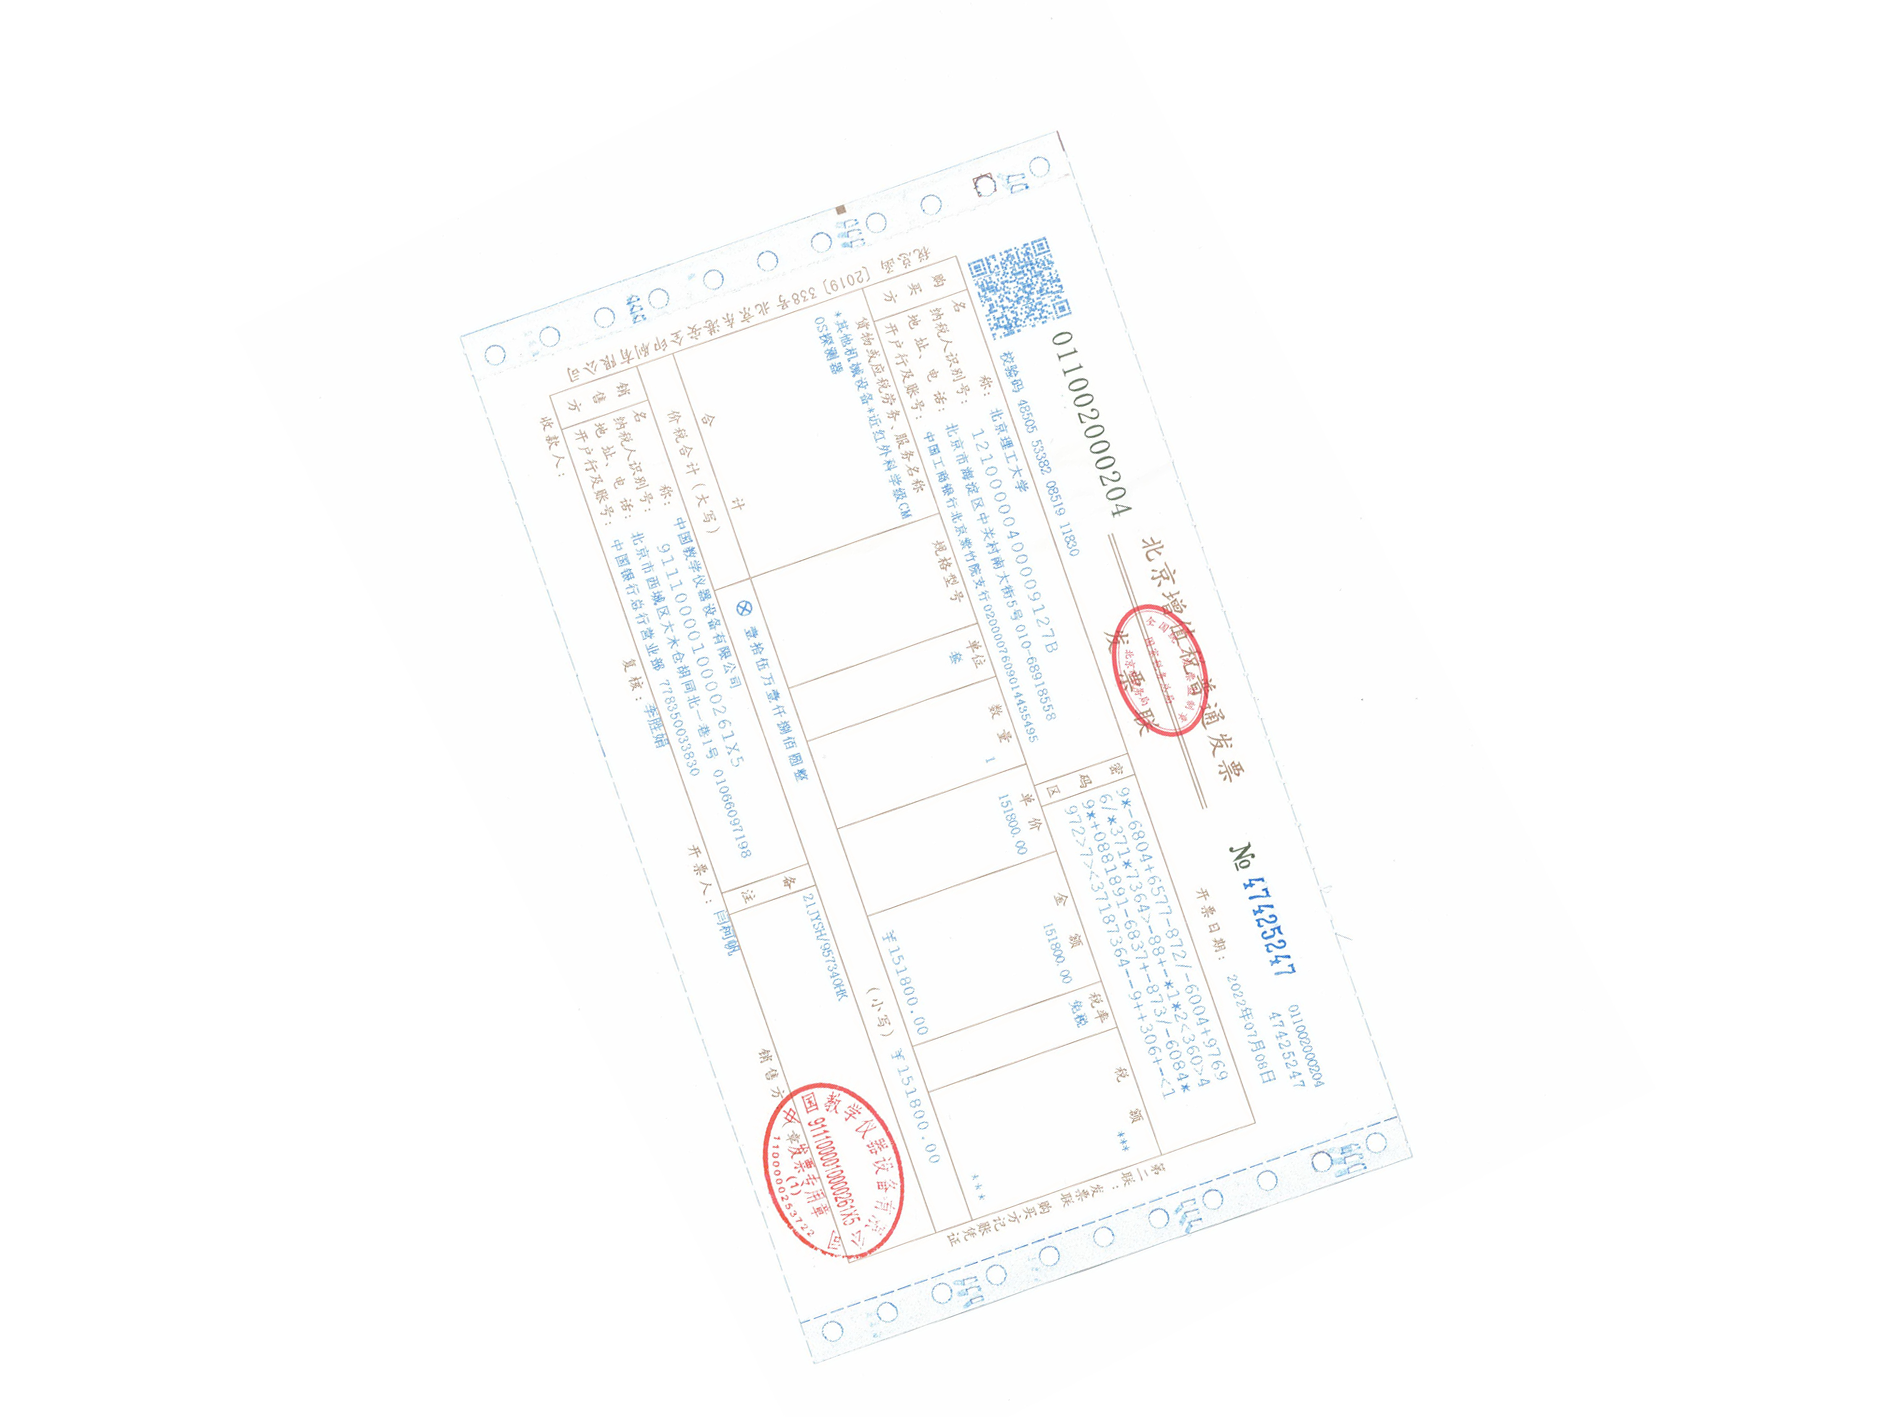 011002000204
北京增值税普通发票
发票联
№ 47425247
011002000204
47425247
校验码 48505 53382 08519 11830
开票日期: 2022年07月08日
购买方
名 称: 北京理工大学
纳税人识别号: 12100000400009127B
地 址、电 话: 北京市海淀区中关村南大街5号 010-68918558
开户行及账号: 中国工商银行北京紫竹院支行0200007609014435495
密码区
9*-6804+6577-872/-6004+9769
6/*371*7364>-88+-*1*2<360>4
9*+0881891-6837+-873/-6084*
972>7><37187364--9++306+-<1
货物或应税劳务、服务名称 规格型号 单位 数 量 单 价 金 额 税率 税 额
*其他机械设备*近红外科学级CM 套 1 151800.00 151800.00 免税 ***
OS探测器
合 计 ¥151800.00 ***
价税合计(大写) ⊗ 壹拾伍万壹仟捌佰圆整 (小写) ¥151800.00
销售方
名 称: 中国教学仪器设备有限公司
纳税人识别号: 9111000010000261X5
地 址、电 话: 北京市西城区大木仓胡同北一巷1号 01066097198
开户行及账号: 中国银行总行营业部 778350033830
备注
21JYSH/95734OHK
收款人: 复核: 李胜娟 开票人: 闫柯帆 销售方
中国教学仪器设备有限公司
9111000010000261X5
发票专用章
(1)
1100000253722
税总函 [2019] 338号北京东港安全印刷有限公司
第二联:发票联 购买方记账凭证